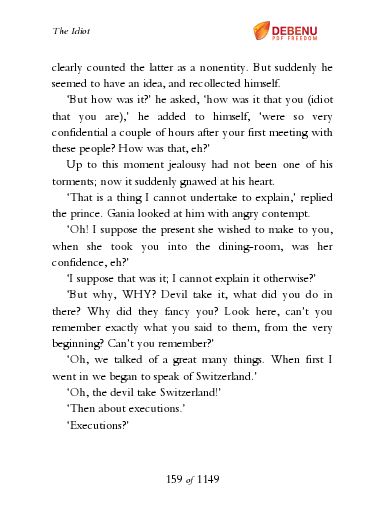 The Idiot
DEBENU
PDF FREEDOM
clearly counted the latter as a nonentity. But suddenly he
seemed to have an idea, and recollected himself.
‘But how was it?’ he asked, ‘how was it that you (idiot
that you are),’ he added to himself, ‘were so very
confidential a couple of hours after your first meeting with
these people? How was that, eh?’
Up to this moment jealousy had not been one of his
torments; now it suddenly gnawed at his heart.
‘That is a thing I cannot undertake to explain,’ replied
the prince. Gania looked at him with angry contempt.
‘Oh! I suppose the present she wished to make to you,
when she took you into the dining-room, was her
confidence, eh?’
‘I suppose that was it; I cannot explain it otherwise?’
‘But why, WHY? Devil take it, what did you do in
there? Why did they fancy you? Look here, can’t you
remember exactly what you said to them, from the very
beginning? Can’t you remember?’
‘Oh, we talked of a great many things. When first I
went in we began to speak of Switzerland.’
‘Oh, the devil take Switzerland!’
‘Then about executions.’
‘Executions?’
159 of 1149